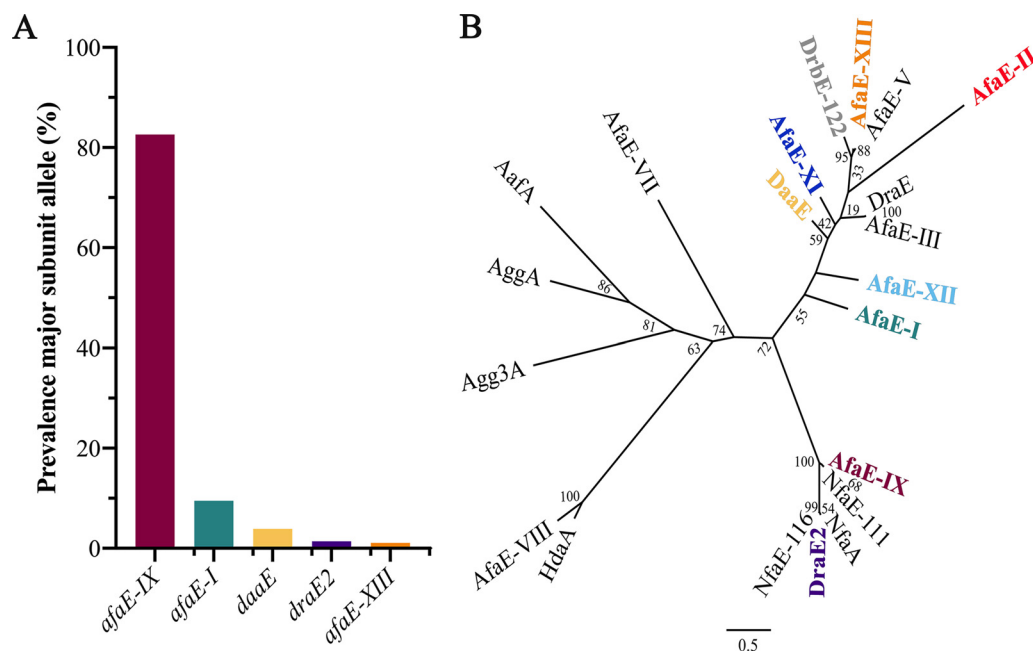 A
Prevalence major subunit allele (%)
100
80
60
40
20
0
afaE-IX
afaE-I
daaE
draE2
afaE-XIII
B
AafA
AggA
Agg3A
AfaE-VII
AfaE-VIII
HdaA
DrbE-122
AfaE-XIII
AfaE-V
AfaE-II
AfaE-XI
DaaE
DraE
AfaE-III
AfaE-XII
AfaE-I
AfaE-IX
NfaE-111
NfaA
DraE2
NfaE-116
86
81
63
74
72
100
95
88
33
19
100
42
59
55
100
68
99
54
0.5